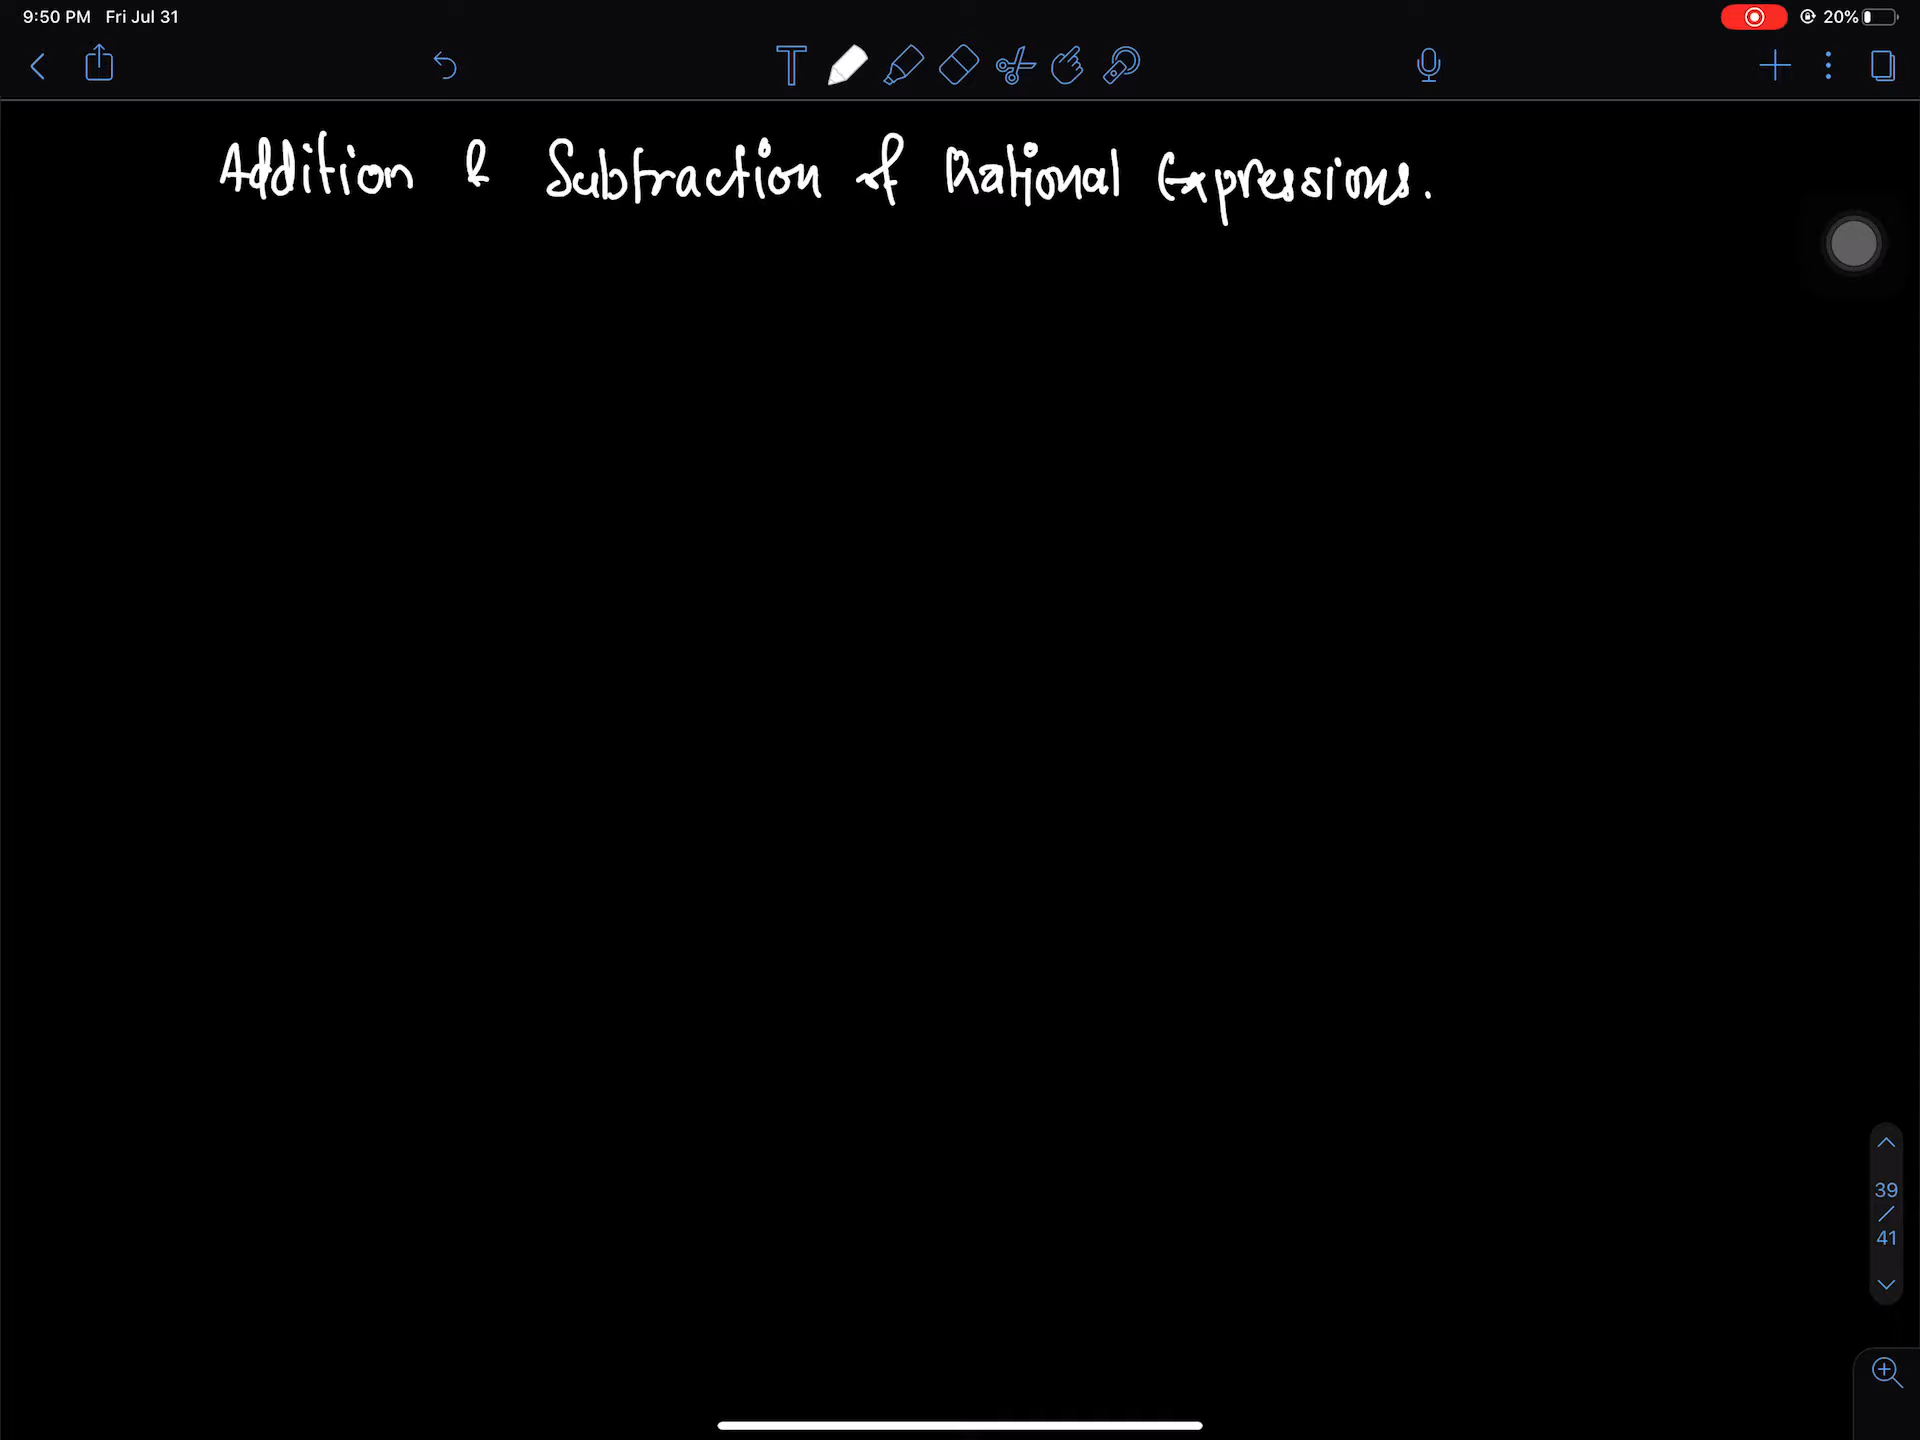 9:50 PM Fri Jul 31
20%
T
Addition & Subtraction of Rational Expressions.
39
/
41